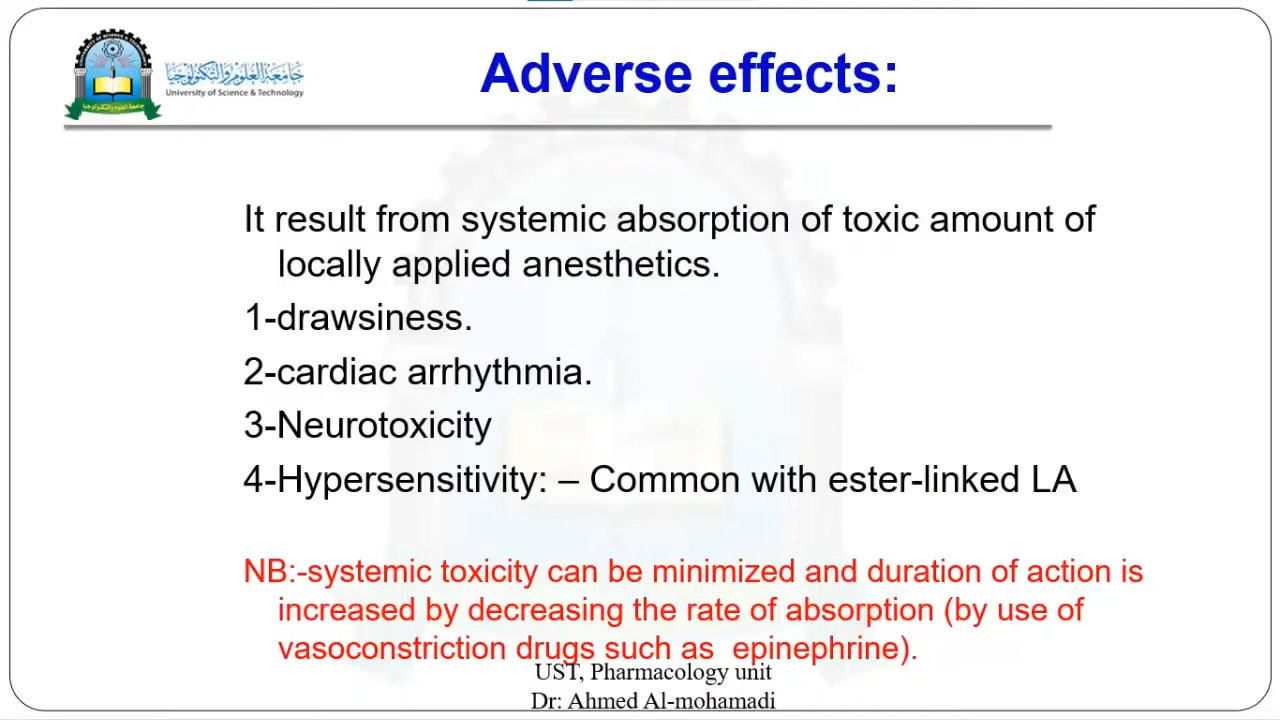 Adverse effects:
جامعة العلوم والتكنولوجيا
University of Science & Technology
It result from systemic absorption of toxic amount of
locally applied anesthetics.
1-drawsiness.
2-cardiac arrhythmia.
3-Neurotoxicity
4-Hypersensitivity: – Common with ester-linked LA
NB:-systemic toxicity can be minimized and duration of action is
increased by decreasing the rate of absorption (by use of
vasoconstriction drugs such as epinephrine).
UST, Pharmacology unit
Dr: Ahmed Al-mohamadi